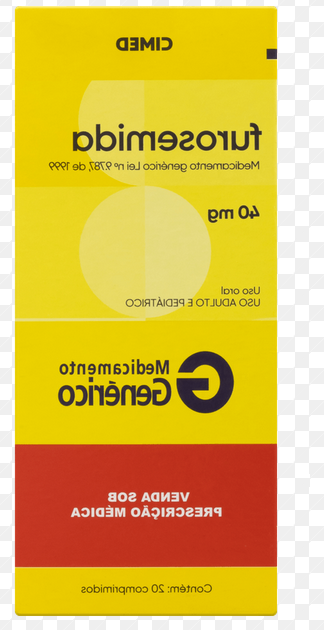 CIMED
furosemida
Medicamento genérico Lei nº 9.787, de 1999
40 mg
Uso oral
USO ADULTO E PEDIÁTRICO
G Medicamento
Genérico
VENDA SOB
PRESCRIÇÃO MÉDICA
Contém: 20 comprimidos